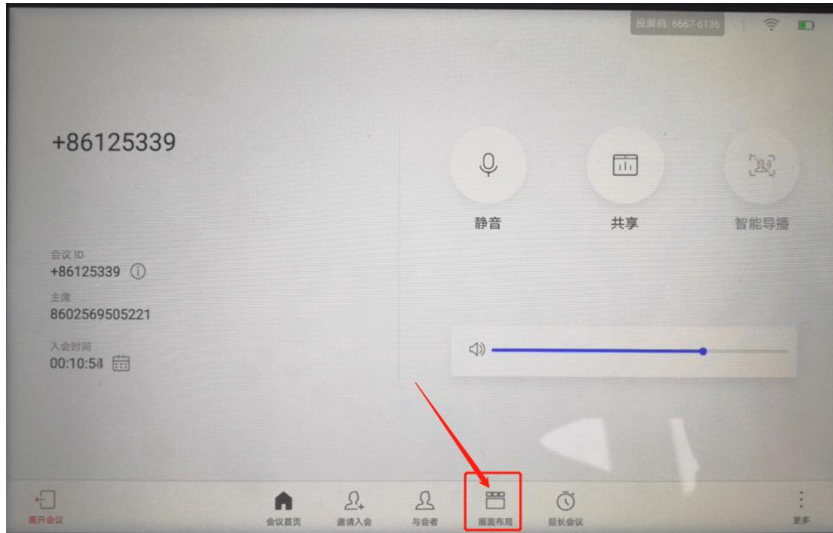 投屏码: 6667-6136
+86125339
静音
共享
智能导播
会议 ID
+86125339
主席
8602569505221
入会时间
00:10:54
离开会议
会议首页
邀请入会
与会者
画面布局
延长会议
更多